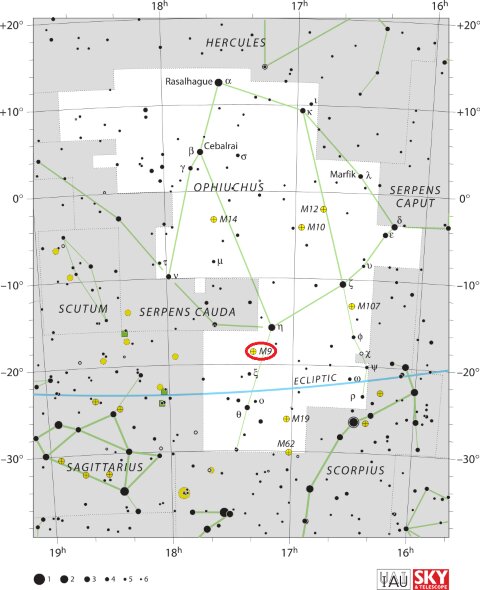 18h
17h
16h
+20°
+20°
HERCULES
Rasalhague α
+10°
κ
ι
+10°
β Cebalrai
γ
σ
Marfik λ
OPHIUCHUS
SERPENS
CAPUT
0°
0°
M12
M14
M10
δ
ε
μ
υ
τ
ν
ζ
−10°
−10°
SCUTUM
SERPENS CAUDA
M107
η
φ
M9
χ
ψ
ξ
ECLIPTIC
ω
−20°
−20°
ρ
θ
ο
M19
M62
SAGITTARIUS
SCORPIUS
−30°
−30°
19h
18h
17h
16h
1 2 3 4 5 6
IAU
SKY
& TELESCOPE